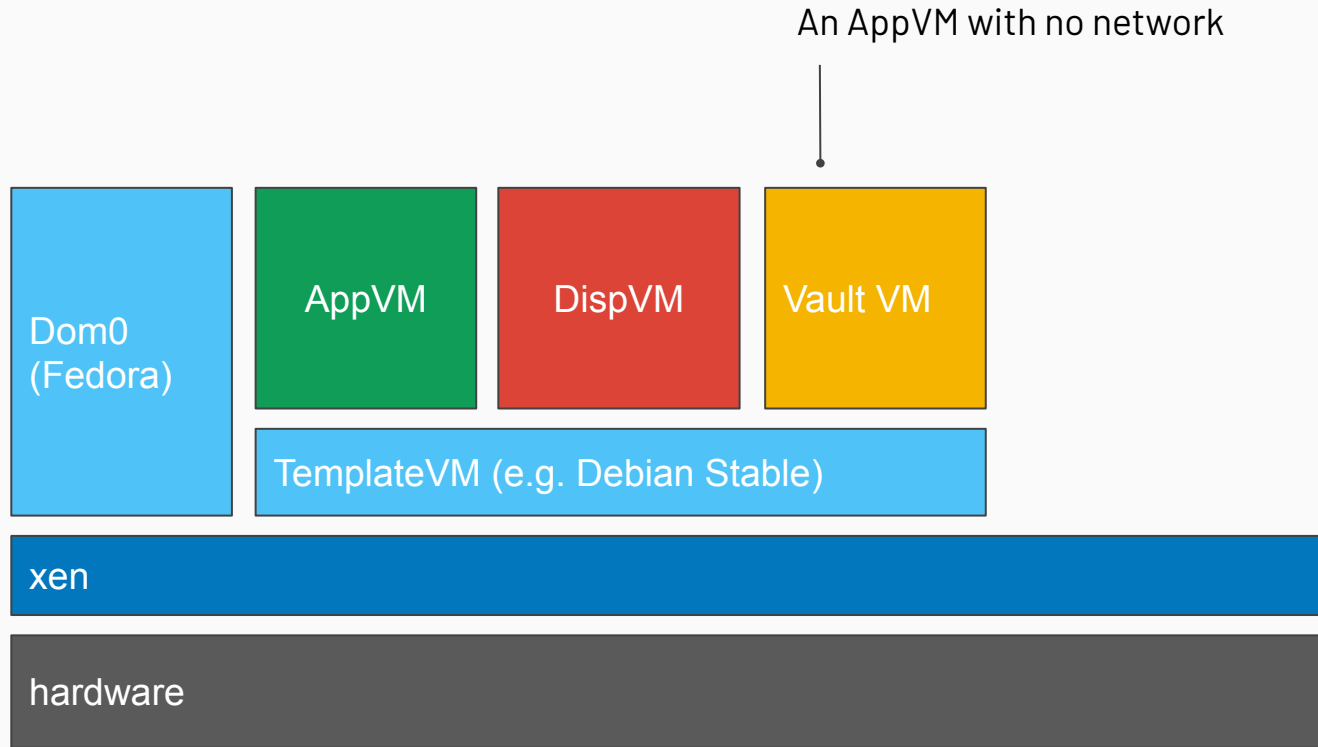 An AppVM with no network
Dom0
(Fedora)
AppVM
DispVM
Vault VM
TemplateVM (e.g. Debian Stable)
xen
hardware